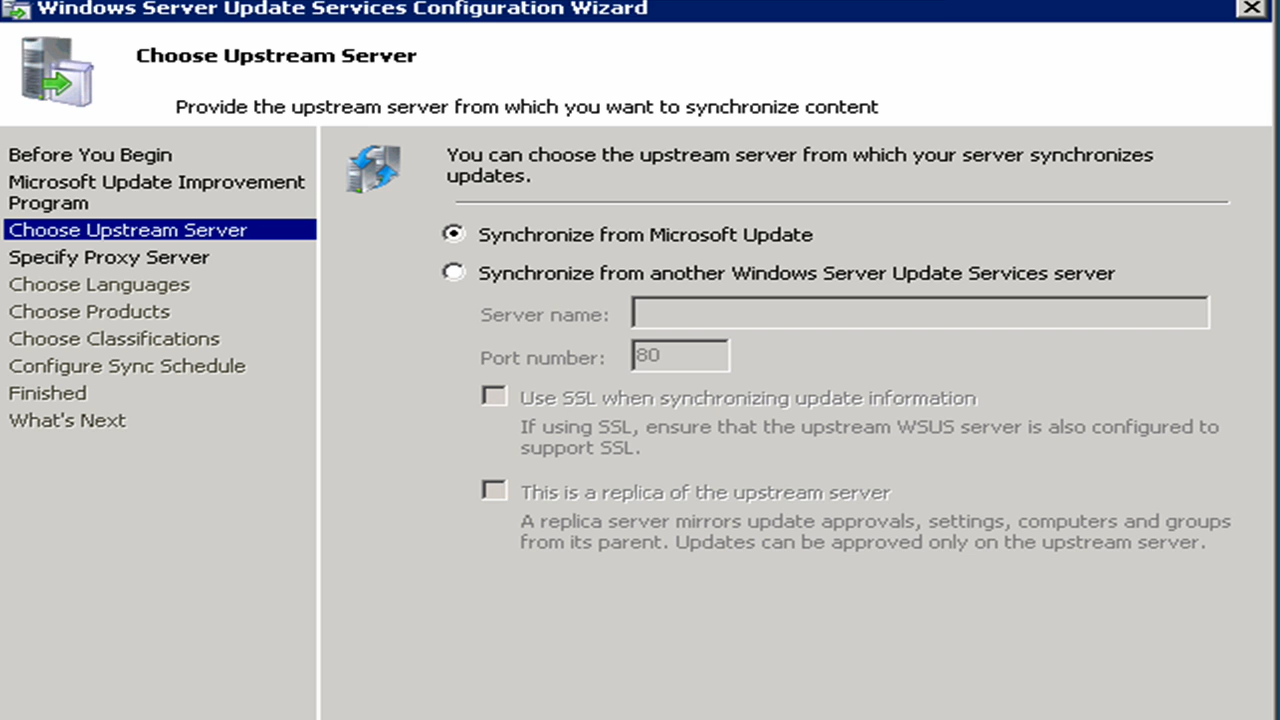 Windows Server Update Services Configuration Wizard
Choose Upstream Server
Provide the upstream server from which you want to synchronize content
Before You Begin
Microsoft Update Improvement
Program
Choose Upstream Server
Specify Proxy Server
Choose Languages
Choose Products
Choose Classifications
Configure Sync Schedule
Finished
What's Next
You can choose the upstream server from which your server synchronizes
updates.
Synchronize from Microsoft Update
Synchronize from another Windows Server Update Services server
Server name:
Port number: 80
Use SSL when synchronizing update information
If using SSL, ensure that the upstream WSUS server is also configured to
support SSL.
This is a replica of the upstream server
A replica server mirrors update approvals, settings, computers and groups
from its parent. Updates can be approved only on the upstream server.